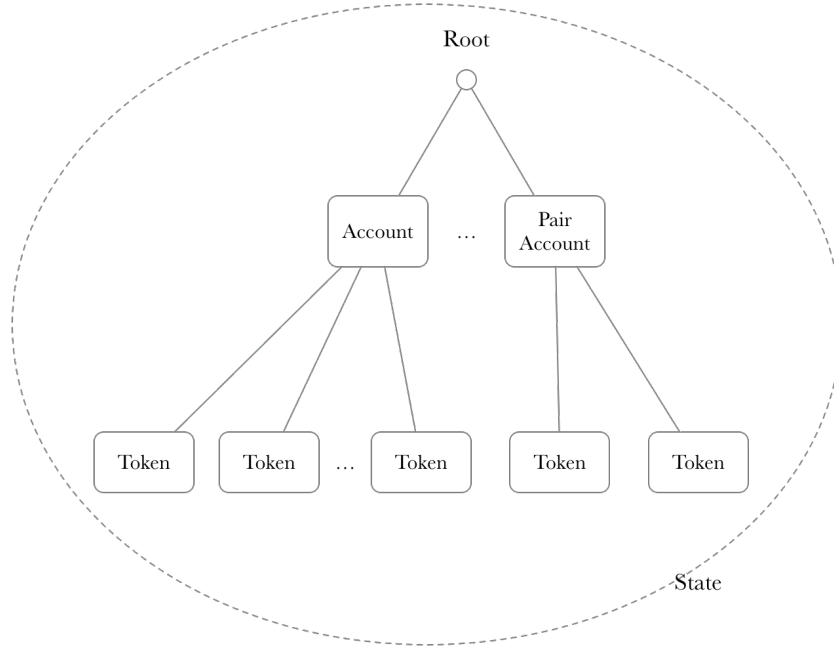 Root
Account
...
Pair
Account
Token
Token
...
Token
Token
Token
State